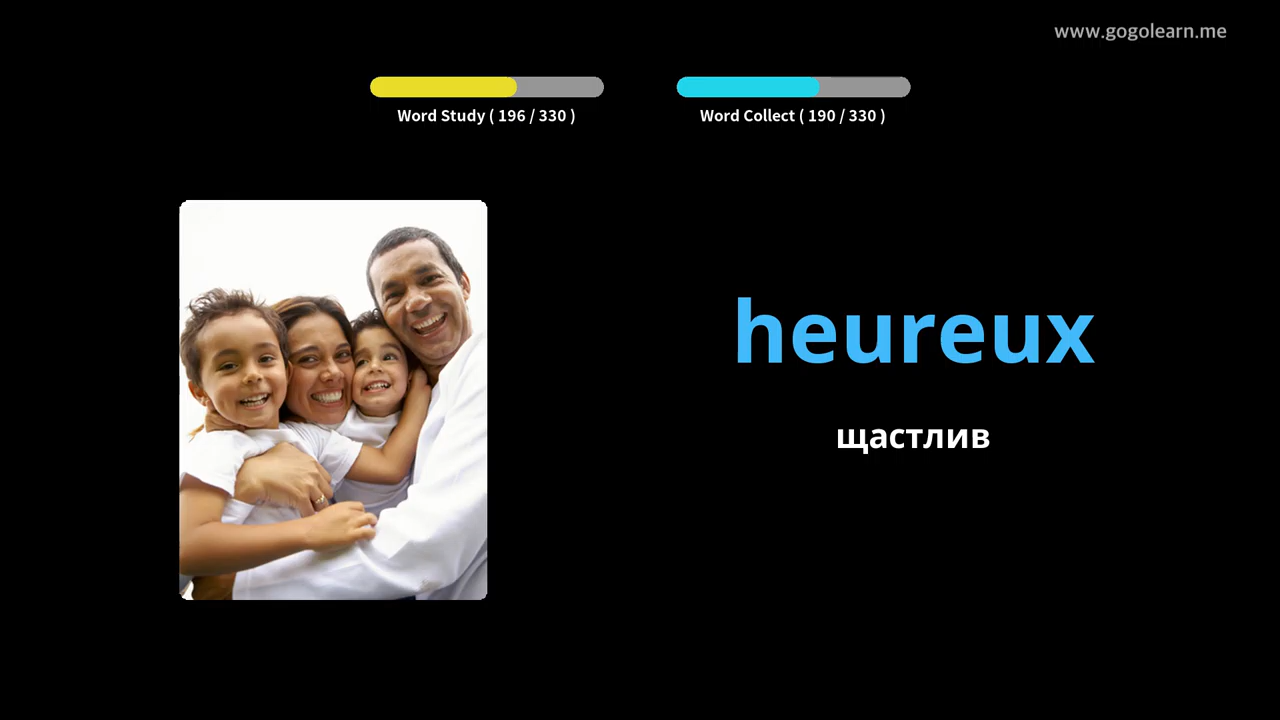 www.gogolearn.me
Word Study ( 196 / 330 )
Word Collect ( 190 / 330 )
heureux
щастлив